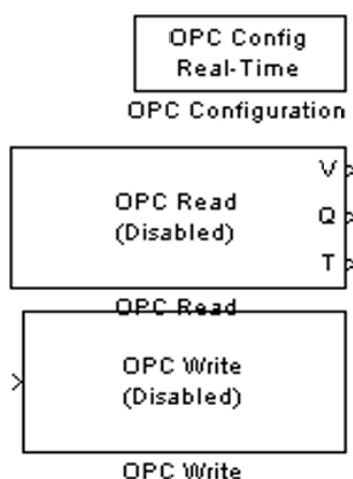 OPC Config
Real-Time
OPC Configuration
V
OPC Read
Q
(Disabled)
T
OPC Read
OPC Write
(Disabled)
OPC Write